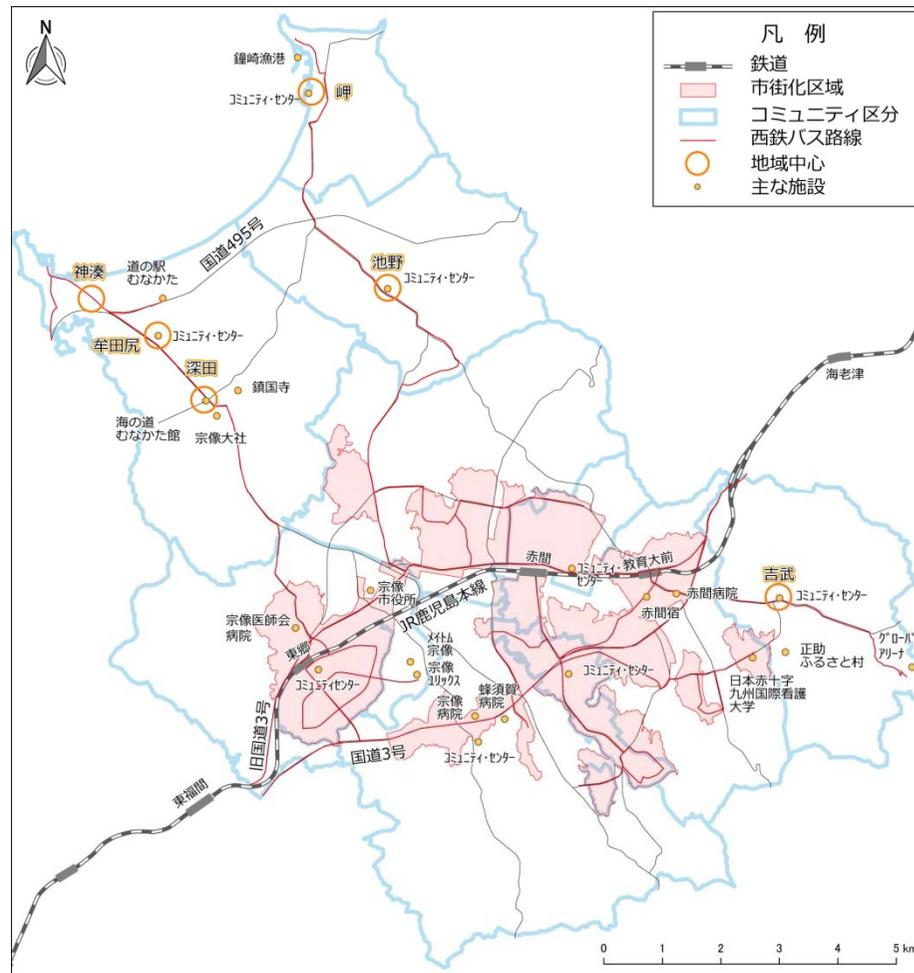 N
凡 例
鉄道
市街化区域
コミュニティ区分
西鉄バス路線
地域中心
主な施設
鐘崎漁港
コミュニティ・センター
岬
国道495号
池野
コミュニティ・センター
神湊
道の駅
むなかた
コミュニティ・センター
牟田尻
深田
鎮国寺
海の道
むなかた館
宗像大社
海老津
赤間
コミュニティ・
センター
教育大前
吉武
コミュニティ・センター
赤間病院
赤間宿
宗像
市役所
JR鹿児島本線
宗像医師会
病院
東郷
メイトム
宗像
宗像
ユリックス
コミュニティセンター
コミュニティ・センター
グローバル
アリーナ
正助
ふるさと村
日本赤十字
九州国際看護
大学
蜂須賀
病院
宗像
病院
コミュニティ・センター
旧国道3号
国道3号
東福間
0 1 2 3 4 5 km